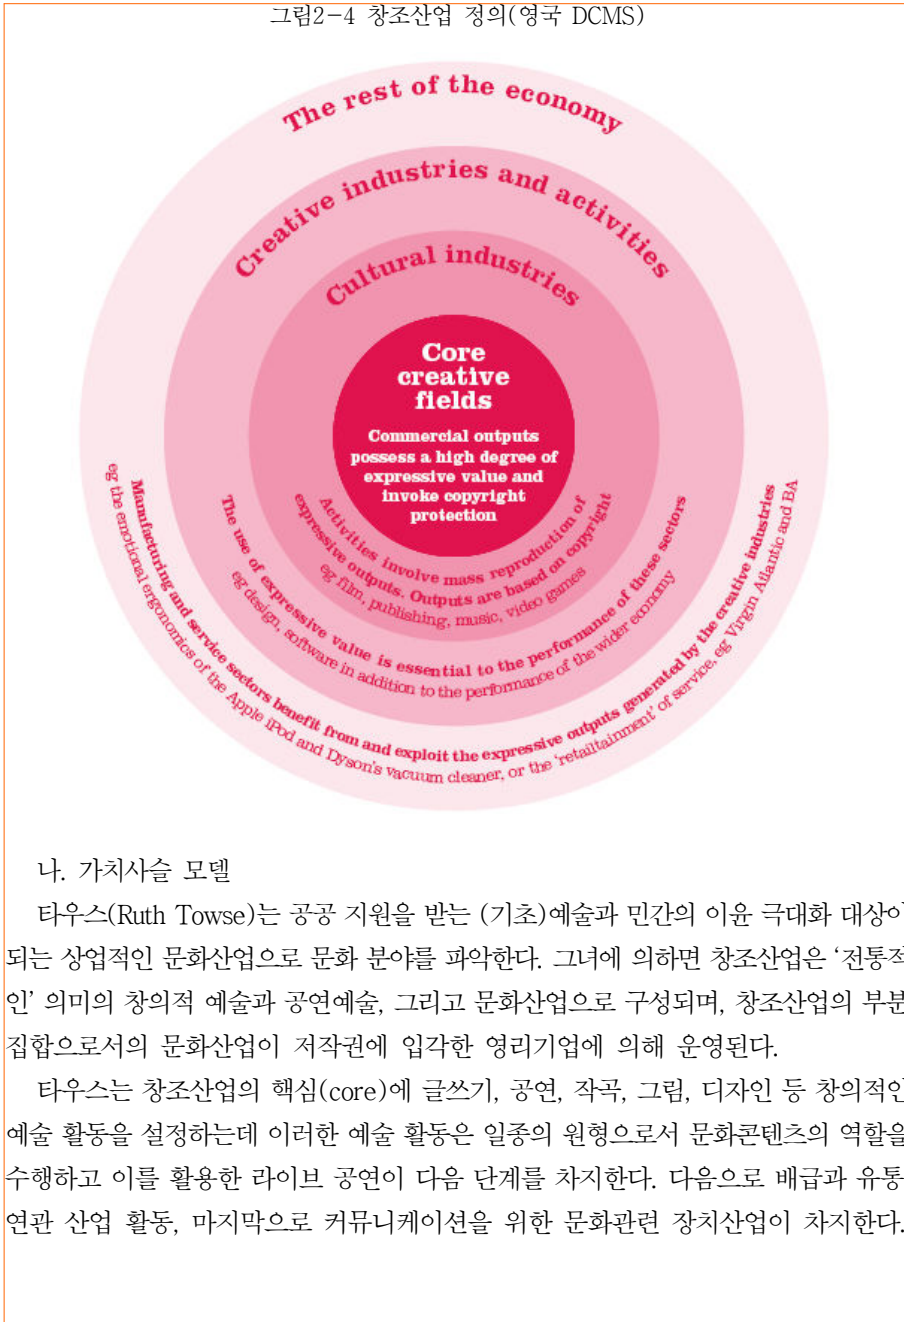 그림2-4 창조산업 정의(영국 DCMS)
The rest of the economy
Creative industries and activities
Cultural industries
Core
creative
fields
Commercial outputs
possess a high degree of
expressive value and
invoke copyright
protection
Activities involve mass reproduction of
expressive outputs. Outputs are based on copyright
eg film, publishing, music, video games
The use of expressive value is essential to the performance of these sectors
eg design, software in addition to the performance of the wider economy
Manufacturing and service sectors benefit from and exploit the expressive outputs generated by the creative industries
eg the emotional ergonomics of the Apple iPod and Dyson's vacuum cleaner, or the 'retailtainment' of service, eg Virgin Atlantic and BA
나. 가치사슬 모델
타우스(Ruth Towse)는 공공 지원을 받는 (기초)예술과 민간의 이윤 극대화 대상이
되는 상업적인 문화산업으로 문화 분야를 파악한다. 그녀에 의하면 창조산업은 ‘전통적
인’ 의미의 창의적 예술과 공연예술, 그리고 문화산업으로 구성되며, 창조산업의 부분
집합으로서의 문화산업이 저작권에 입각한 영리기업에 의해 운영된다.
타우스는 창조산업의 핵심(core)에 글쓰기, 공연, 작곡, 그림, 디자인 등 창의적인
예술 활동을 설정하는데 이러한 예술 활동은 일종의 원형으로서 문화콘텐츠의 역할을
수행하고 이를 활용한 라이브 공연이 다음 단계를 차지한다. 다음으로 배급과 유통
연관 산업 활동, 마지막으로 커뮤니케이션을 위한 문화관련 장치산업이 차지한다.